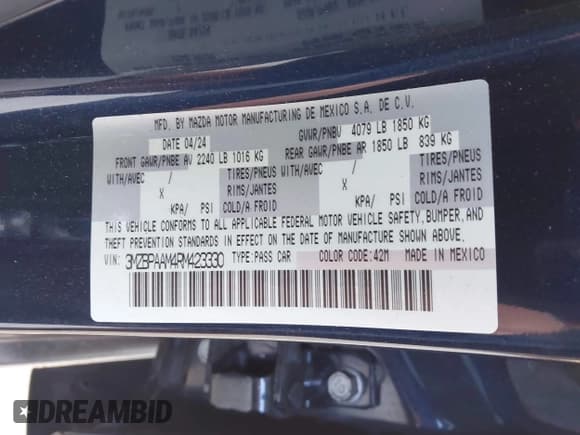 MFD. BY MAZDA MOTOR MANUFACTURING DE MEXICO S.A. DE C.V.
DATE 04/24 GVWR/PNBV 4079 LB 1850 KG
FRONT GAWR/PNBE AV 2240 LB 1016 KG REAR GAWR/PNBE AR 1850 LB 839 KG
WITH/AVEC / TIRES/PNEUS WITH/AVEC / TIRES/PNEUS
X RIMS/JANTES X RIMS/JANTES
KPA/ PSI COLD/A FROID KPA/ PSI COLD/A FROID
THIS VEHICLE CONFORMS TO ALL APPLICABLE FEDERAL MOTOR VEHICLE SAFETY, BUMPER, AND
THEFT PREVENTION STANDARDS IN EFFECT ON THE DATE OF MANUFACTURE SHOWN ABOVE.
VIN: 3MZBPAAM4RM423330 TYPE:PASS CAR COLOR CODE:42M MADE IN MEXICO
DREAMBID